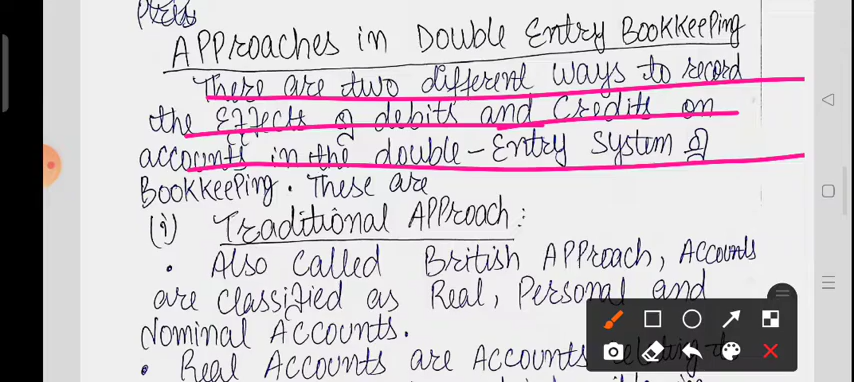 APProaches in Double Entry BookkeePing
There are two different ways to record
the Effects of debits and Credits on
accounts in the double-Entry system of
BookkeePing. These are
(i) Traditional APProach:
• Also called British APProach, Accounts
are classified as Real, Personal and
Nominal Accounts.
• Real Accounts are Accounts